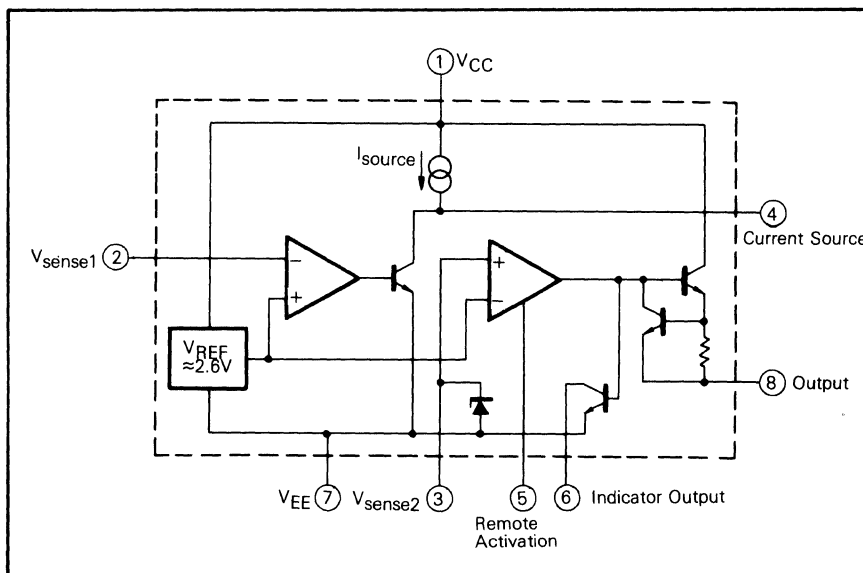 ① VCC
Isource
④
Current Source
Vsense1 ②
−
+
+
−
VREF
≈2.6V
⑧ Output
VEE ⑦
Vsense2 ③
⑤
Remote
Activation
⑥ Indicator Output